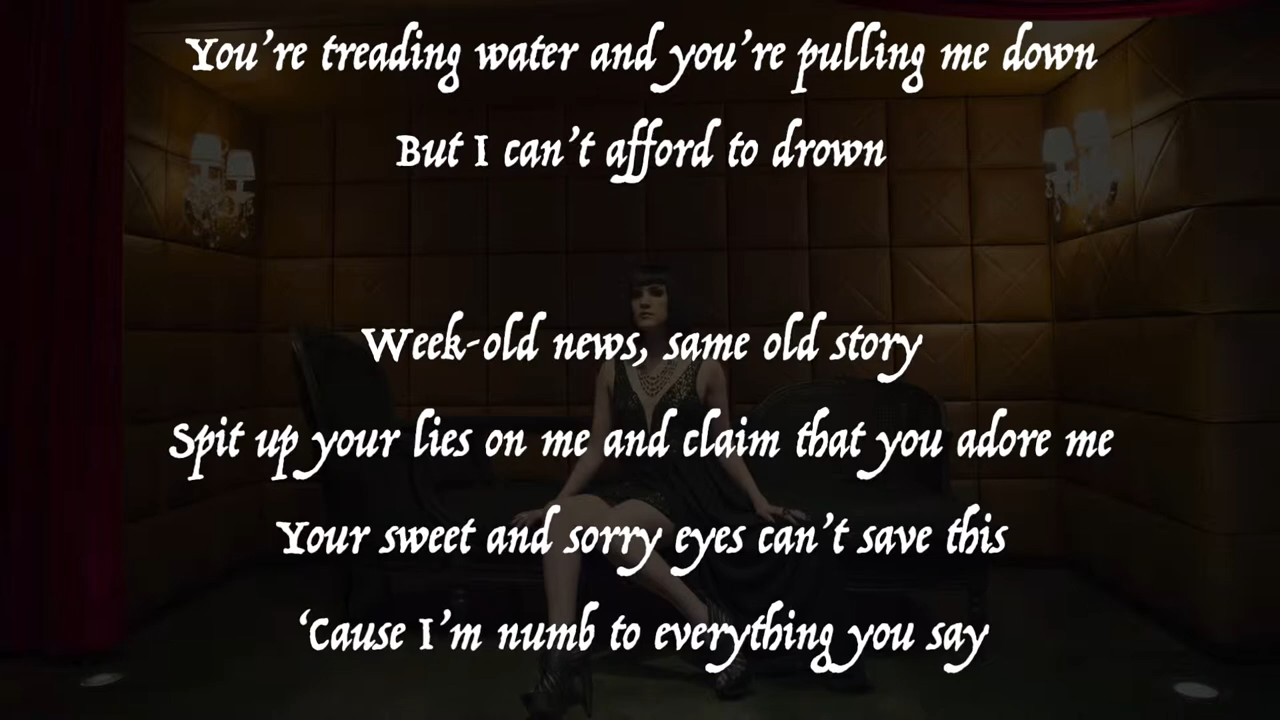 You're treading water and you're pulling me down
But I can't afford to drown
Week-old news, same old story
Spit up your lies on me and claim that you adore me
Your sweet and sorry eyes can't save this
‘Cause I'm numb to everything you say